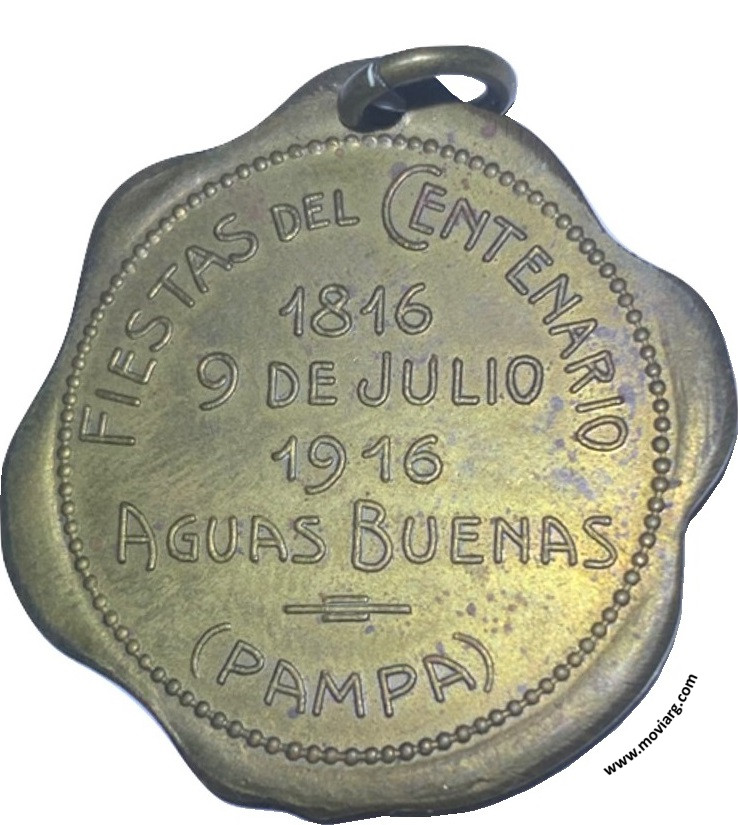 FIESTAS DEL CENTENARIO
1816
9 DE JULIO
1916
AGUAS BUENAS
(PAMPA)
www.moviarg.com